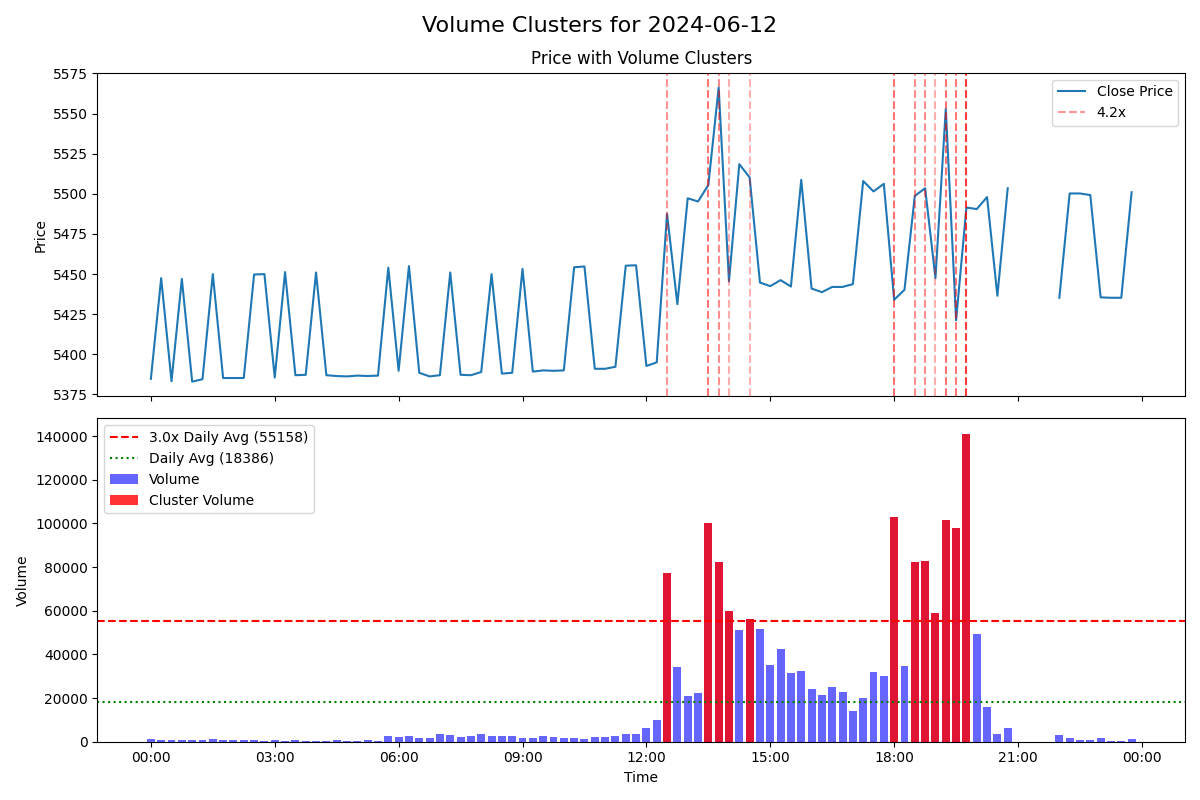 Volume Clusters for 2024-06-12
Price with Volume Clusters
5575
5550
5525
5500
5475
5450
5425
5400
5375
Price
Close Price
4.2x
140000
120000
100000
80000
60000
40000
20000
0
Volume
3.0x Daily Avg (55158)
Daily Avg (18386)
Volume
Cluster Volume
00:00 03:00 06:00 09:00 12:00 15:00 18:00 21:00 00:00
Time